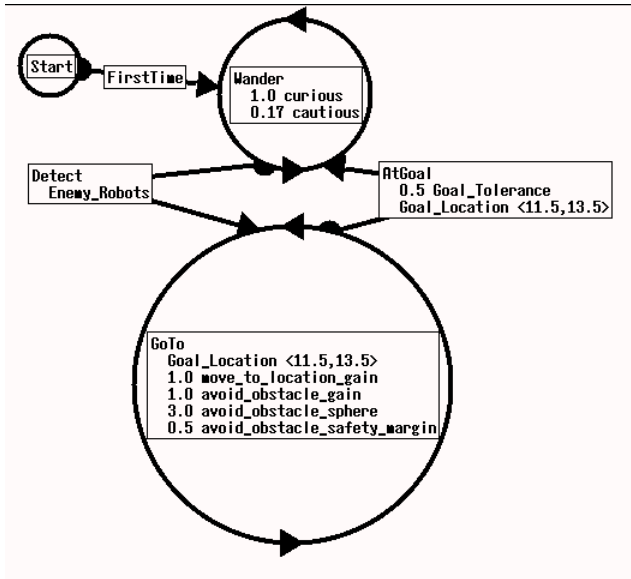 Start
FirstTime
Wander
1.0 curious
0.17 cautious
Detect
Enemy_Robots
AtGoal
0.5 Goal_Tolerance
Goal_Location <11.5,13.5>
GoTo
Goal_Location <11.5,13.5>
1.0 move_to_location_gain
1.0 avoid_obstacle_gain
3.0 avoid_obstacle_sphere
0.5 avoid_obstacle_safety_margin